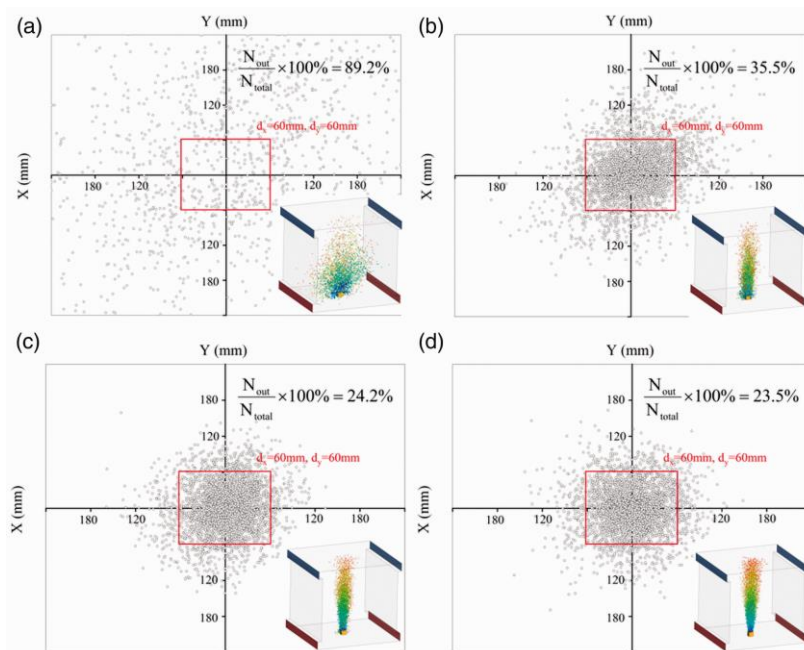 (a)
Y (mm)
N_out/N_total ×100% = 89.2%
d_x=60mm, d_y=60mm
X (mm)
180
120
180
120
120
180
120
180
(b)
Y (mm)
N_out/N_total ×100% = 35.5%
d_x=60mm, d_y=60mm
X (mm)
180
120
180
120
120
180
120
180
(c)
Y (mm)
N_out/N_total ×100% = 24.2%
d_x=60mm, d_y=60mm
X (mm)
180
120
180
120
120
180
120
180
(d)
Y (mm)
N_out/N_total ×100% = 23.5%
d_x=60mm, d_y=60mm
X (mm)
180
120
180
120
120
180
120
180